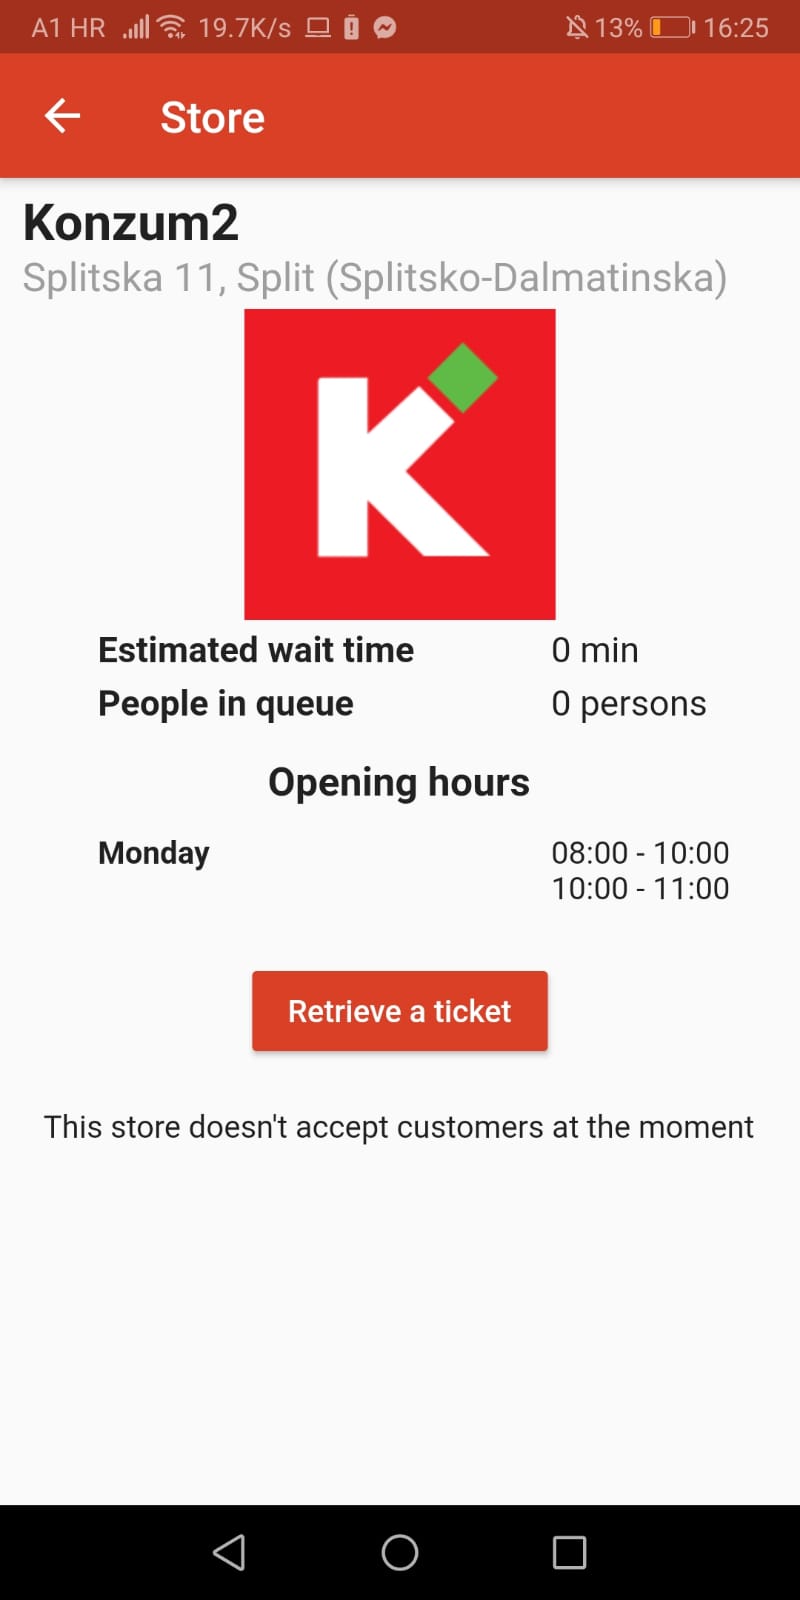 A1 HR 19.7K/s 13% 16:25
Store
Konzum2
Splitska 11, Split (Splitsko-Dalmatinska)
K
Estimated wait time 0 min
People in queue 0 persons
Opening hours
Monday 08:00 - 10:00
10:00 - 11:00
Retrieve a ticket
This store doesn't accept customers at the moment